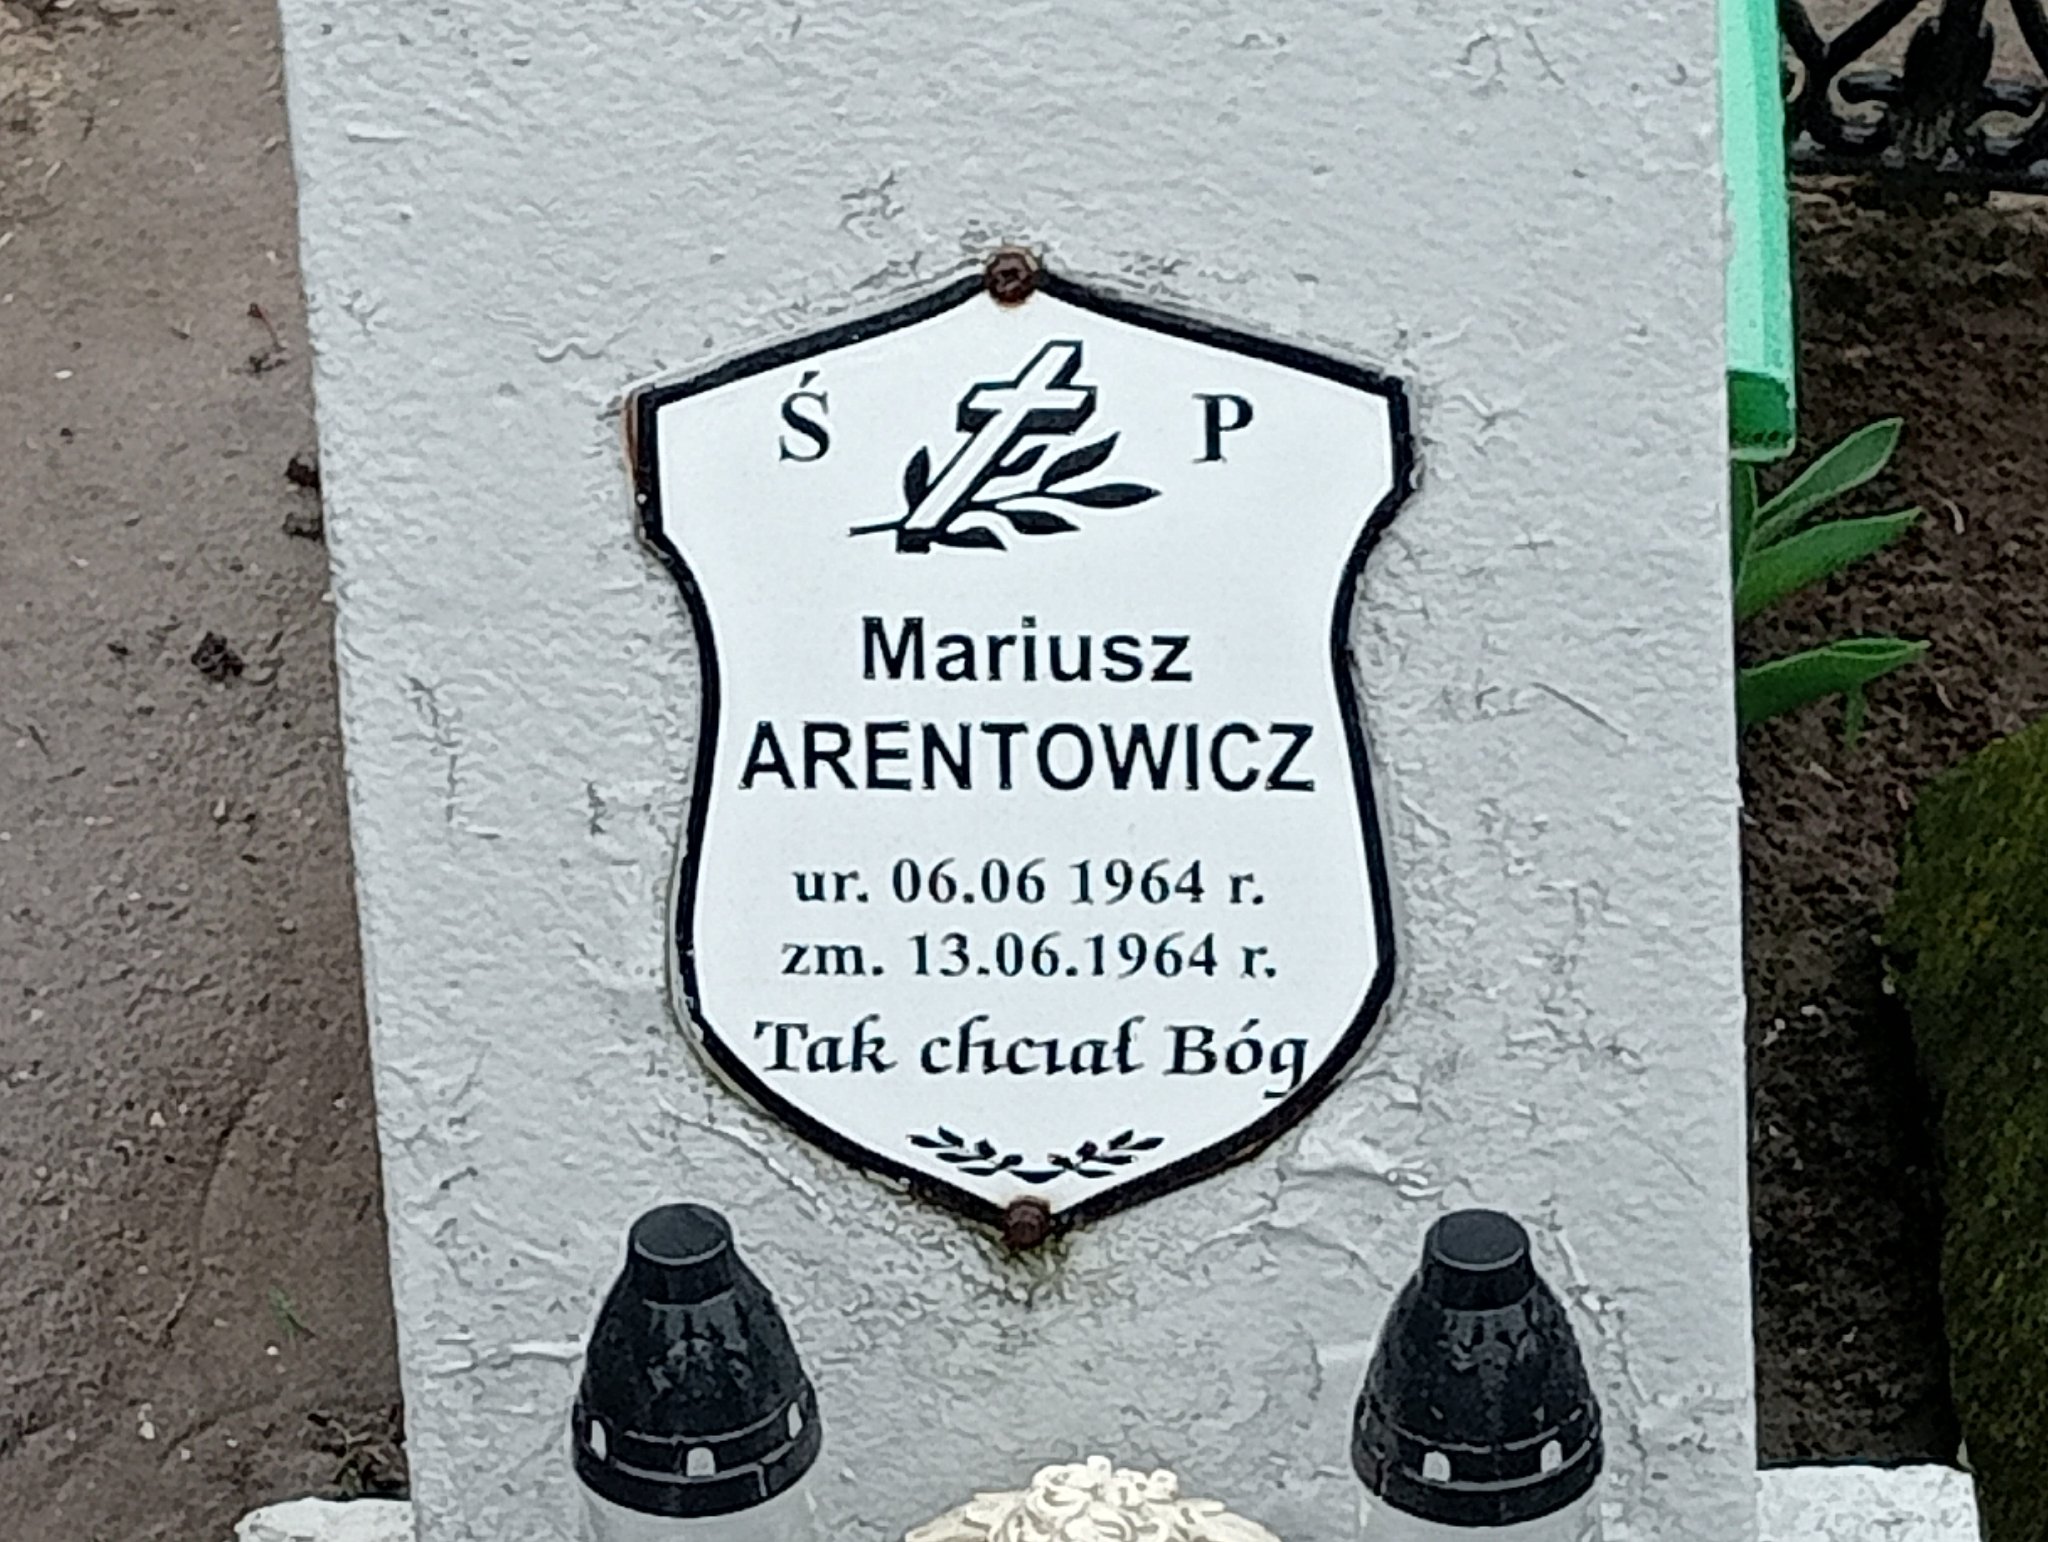 Ś P
Mariusz
ARENTOWICZ
ur. 06.06 1964 r.
zm. 13.06.1964 r.
Tak chciał Bóg